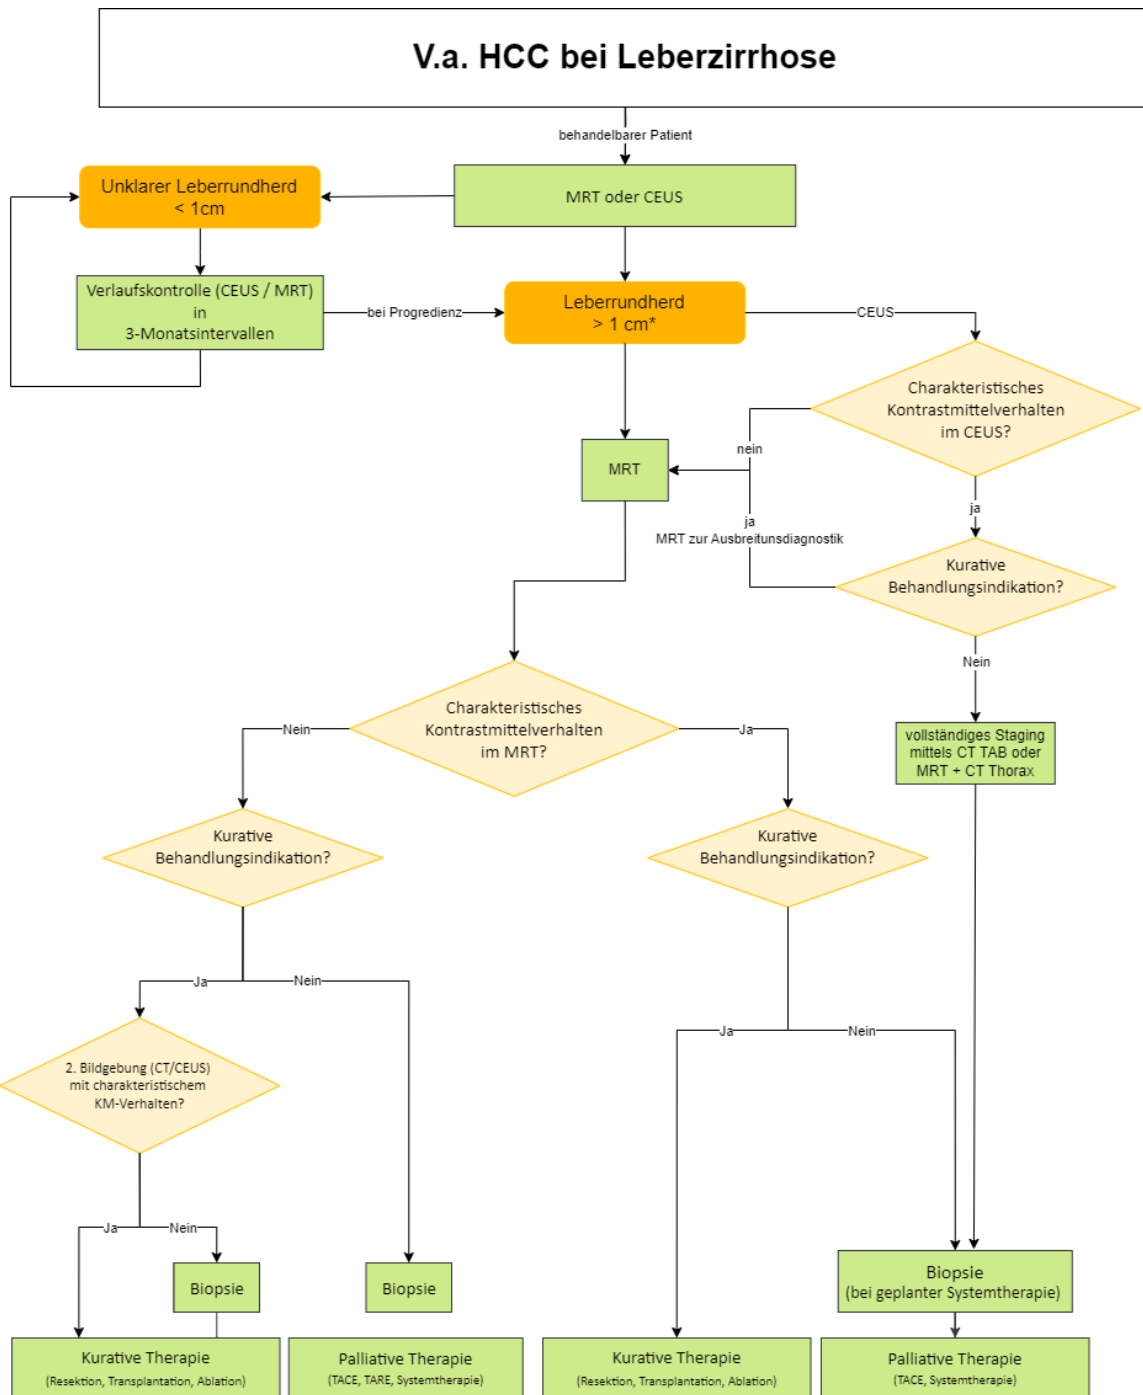 V.a. HCC bei Leberzirrhose
behandelbarer Patient
Unklarer Leberrundherd
< 1cm
MRT oder CEUS
Verlaufskontrolle (CEUS / MRT)
in
3-Monatsintervallen
bei Progredienz
Leberrundherd
> 1 cm*
CEUS
Charakteristisches
Kontrastmittelverhalten
im CEUS?
nein
MRT
ja
ja
MRT zur Ausbreitunsdiagnostik
Kurative
Behandlungsindikation?
Nein
Charakteristisches
Kontrastmittelverhalten
im MRT?
Nein
Ja
vollständiges Staging
mittels CT TAB oder
MRT + CT Thorax
Kurative
Behandlungsindikation?
Kurative
Behandlungsindikation?
Ja
Nein
Ja
Nein
2. Bildgebung (CT/CEUS)
mit charakteristischem
KM-Verhalten?
Ja
Nein
Biopsie
Biopsie
Biopsie
(bei geplanter Systemtherapie)
Kurative Therapie
(Resektion, Transplantation, Ablation)
Palliative Therapie
(TACE, TARE, Systemtherapie)
Kurative Therapie
(Resektion, Transplantation, Ablation)
Palliative Therapie
(TACE, Systemtherapie)